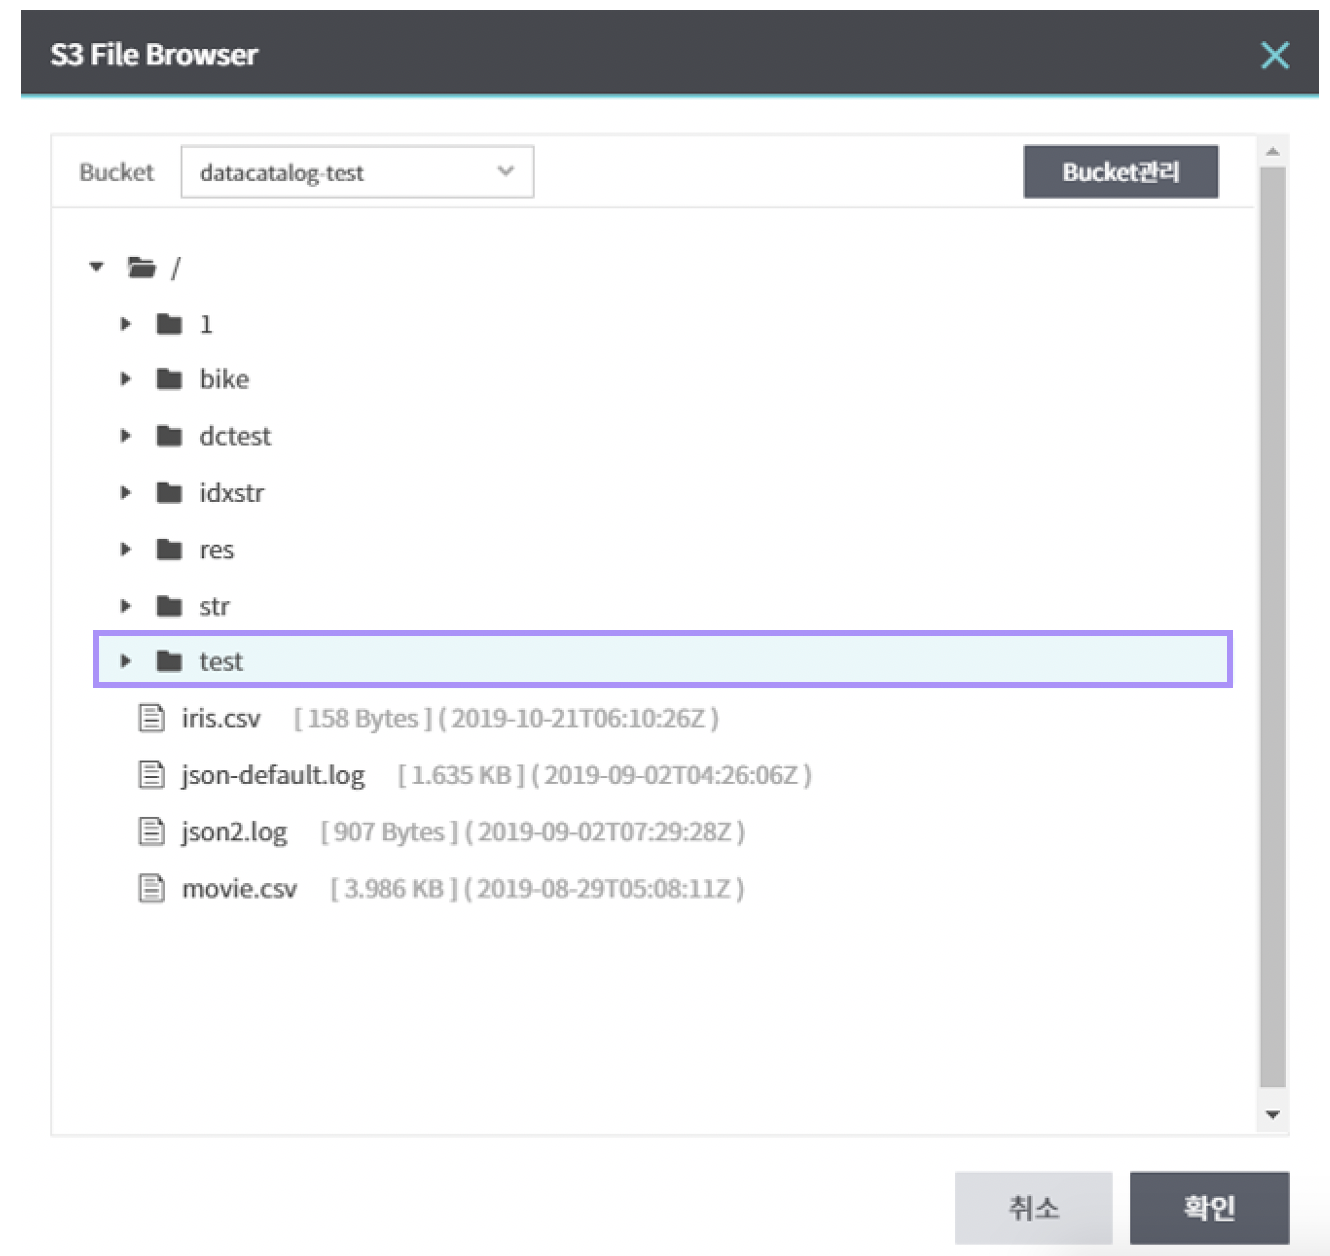 S3 File Browser
Bucket datacatalog-test Bucket관리
/
1
bike
dctest
idxstr
res
str
test
iris.csv [ 158 Bytes ] ( 2019-10-21T06:10:26Z )
json-default.log [ 1.635 KB ] ( 2019-09-02T04:26:06Z )
json2.log [ 907 Bytes ] ( 2019-09-02T07:29:28Z )
movie.csv [ 3.986 KB ] ( 2019-08-29T05:08:11Z )
취소 확인